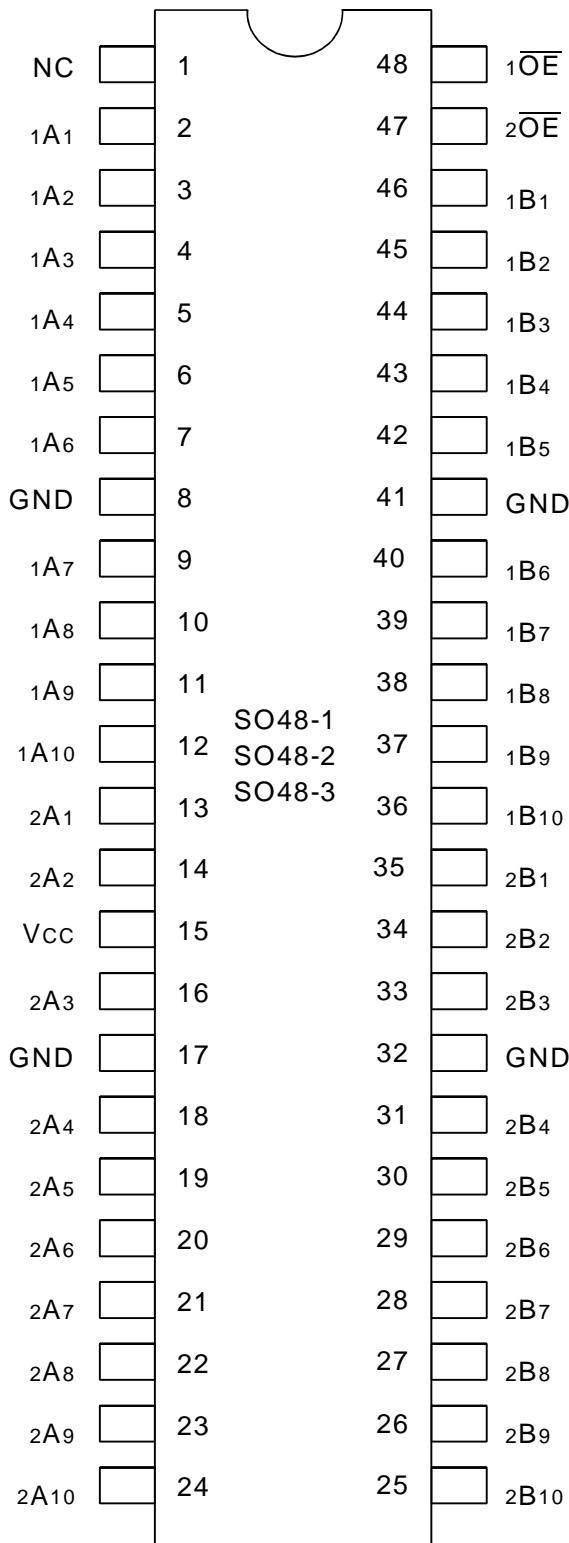 NC 1 48 1OE
1A1 2 47 2OE
1A2 3 46 1B1
1A3 4 45 1B2
1A4 5 44 1B3
1A5 6 43 1B4
1A6 7 42 1B5
GND 8 41 GND
1A7 9 40 1B6
1A8 10 39 1B7
1A9 11 38 1B8
SO48-1
1A10 12 37 1B9
SO48-2
SO48-3
2A1 13 36 1B10
2A2 14 35 2B1
VCC 15 34 2B2
2A3 16 33 2B3
GND 17 32 GND
2A4 18 31 2B4
2A5 19 30 2B5
2A6 20 29 2B6
2A7 21 28 2B7
2A8 22 27 2B8
2A9 23 26 2B9
2A10 24 25 2B10